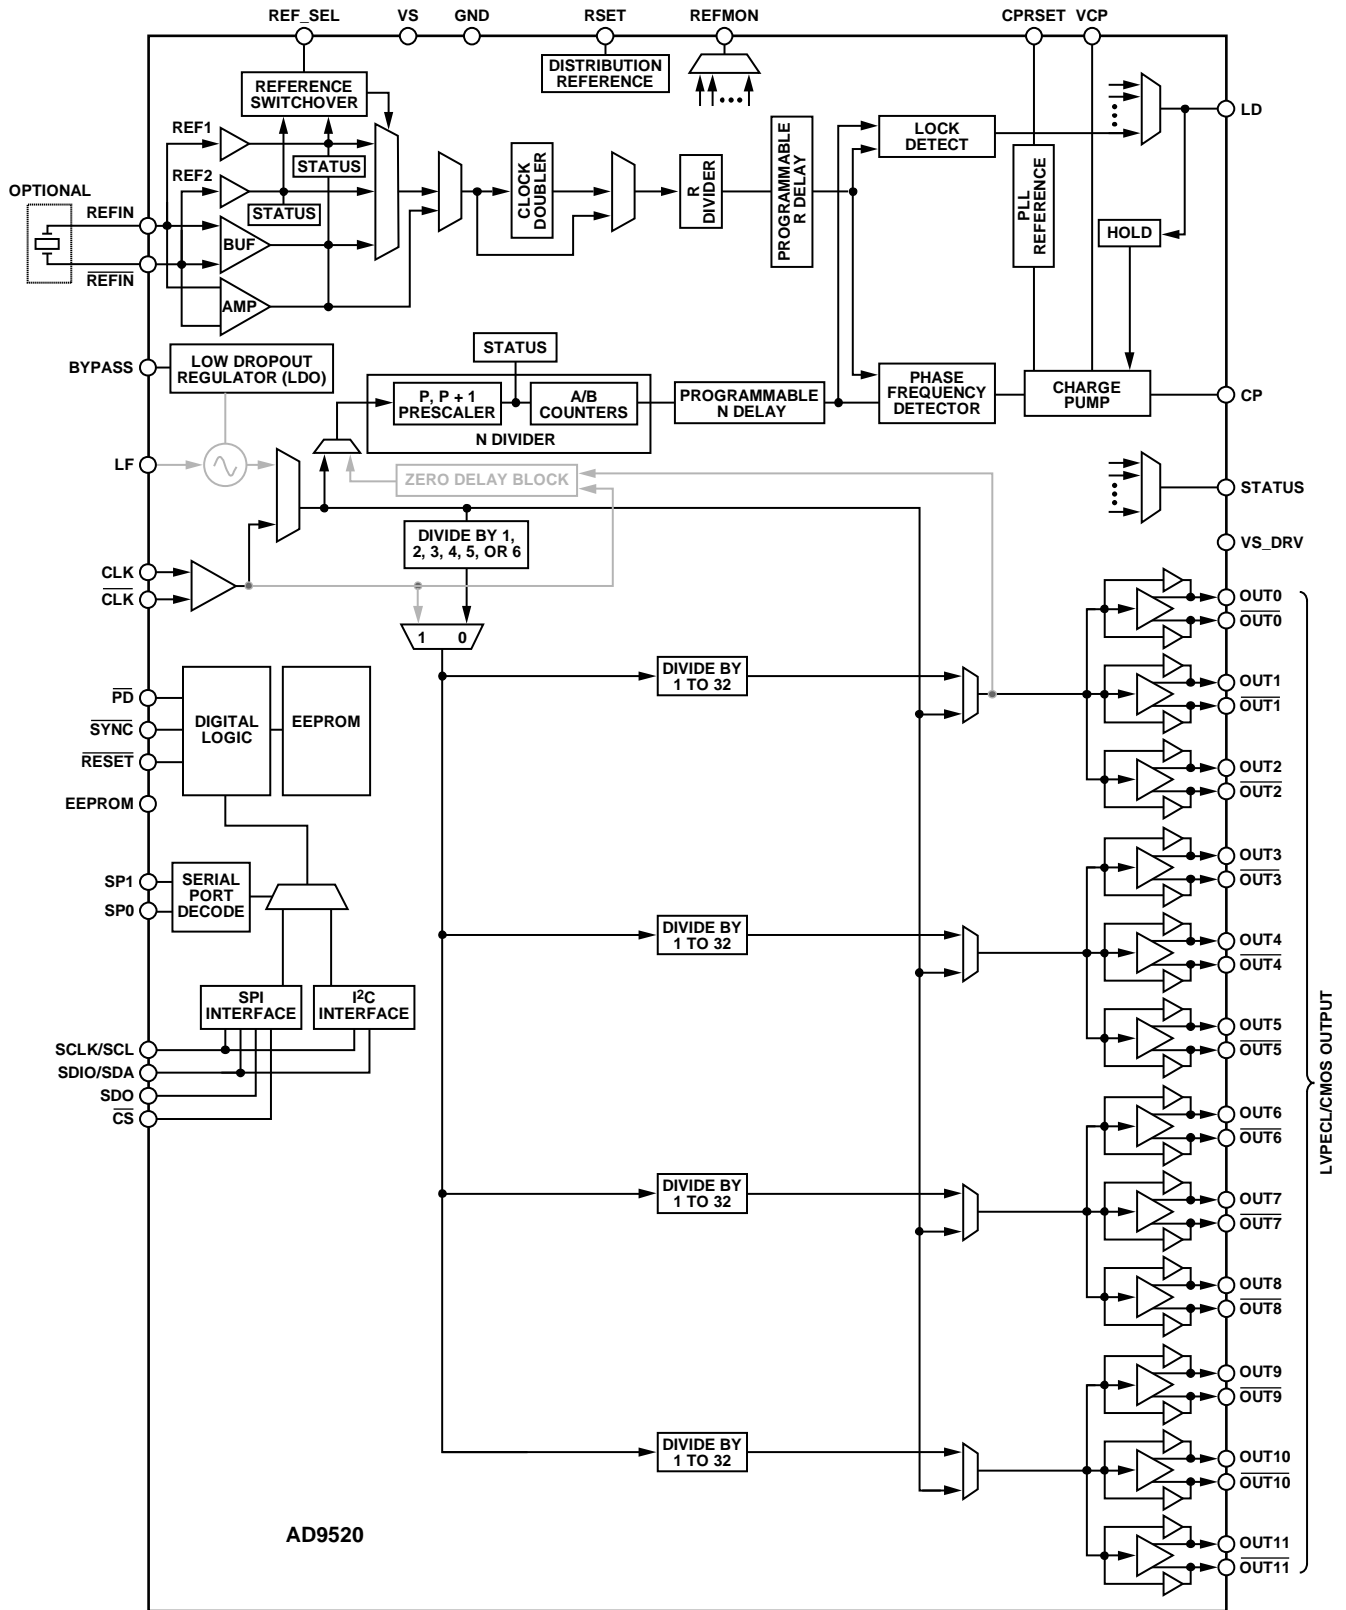 REF_SEL
VS
GND
RSET
REFMON
CPRSET
VCP
DISTRIBUTION
REFERENCE
REFERENCE
SWITCHOVER
REF1
REF2
STATUS
STATUS
OPTIONAL
REFIN
REFIN
BUF
AMP
CLOCK
DOUBLER
R
DIVIDER
PROGRAMMABLE
R DELAY
LOCK
DETECT
PLL
REFERENCE
LD
HOLD
BYPASS
LOW DROPOUT
REGULATOR (LDO)
STATUS
P, P + 1
PRESCALER
A/B
COUNTERS
N DIVIDER
PROGRAMMABLE
N DELAY
PHASE
FREQUENCY
DETECTOR
CHARGE
PUMP
CP
LF
ZERO DELAY BLOCK
STATUS
DIVIDE BY 1,
2, 3, 4, 5, OR 6
VS_DRV
CLK
CLK
1 0
OUT0
OUT0
DIVIDE BY
1 TO 32
OUT1
OUT1
PD
SYNC
RESET
DIGITAL
LOGIC
EEPROM
OUT2
OUT2
EEPROM
OUT3
OUT3
SP1
SP0
SERIAL
PORT
DECODE
DIVIDE BY
1 TO 32
OUT4
OUT4
SPI
INTERFACE
I2C
INTERFACE
OUT5
OUT5
SCLK/SCL
SDIO/SDA
SDO
CS
LVPECL/CMOS OUTPUT
OUT6
OUT6
DIVIDE BY
1 TO 32
OUT7
OUT7
OUT8
OUT8
OUT9
OUT9
DIVIDE BY
1 TO 32
OUT10
OUT10
AD9520
OUT11
OUT11